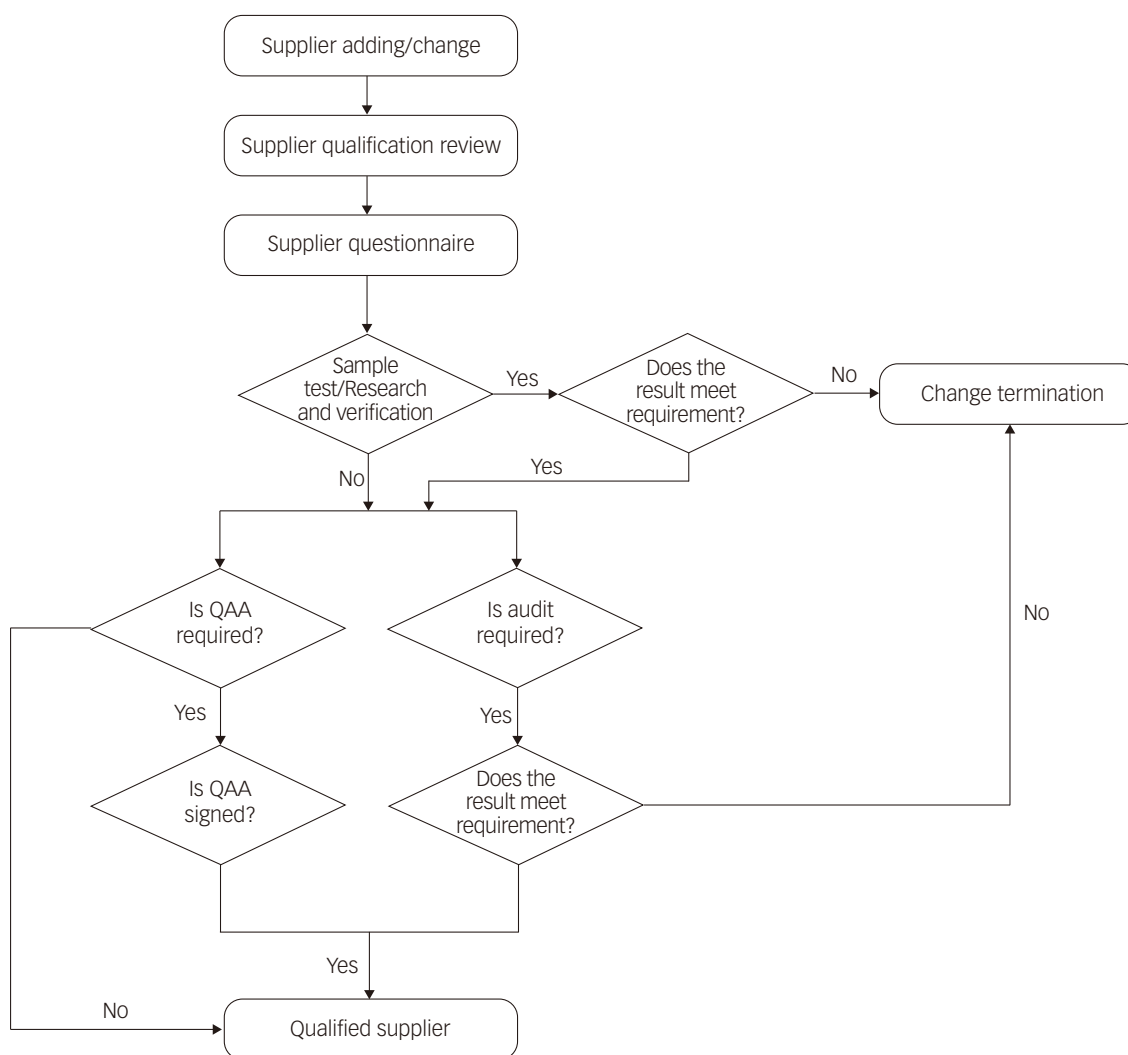 Supplier adding/change
Supplier qualification review
Supplier questionnaire
Sample
test/Research
and verification
Yes
Does the
result meet
requirement?
No
Change termination
No
Yes
Is QAA
required?
Is audit
required?
No
Yes
Yes
Is QAA
signed?
Does the
result meet
requirement?
Yes
No
Qualified supplier